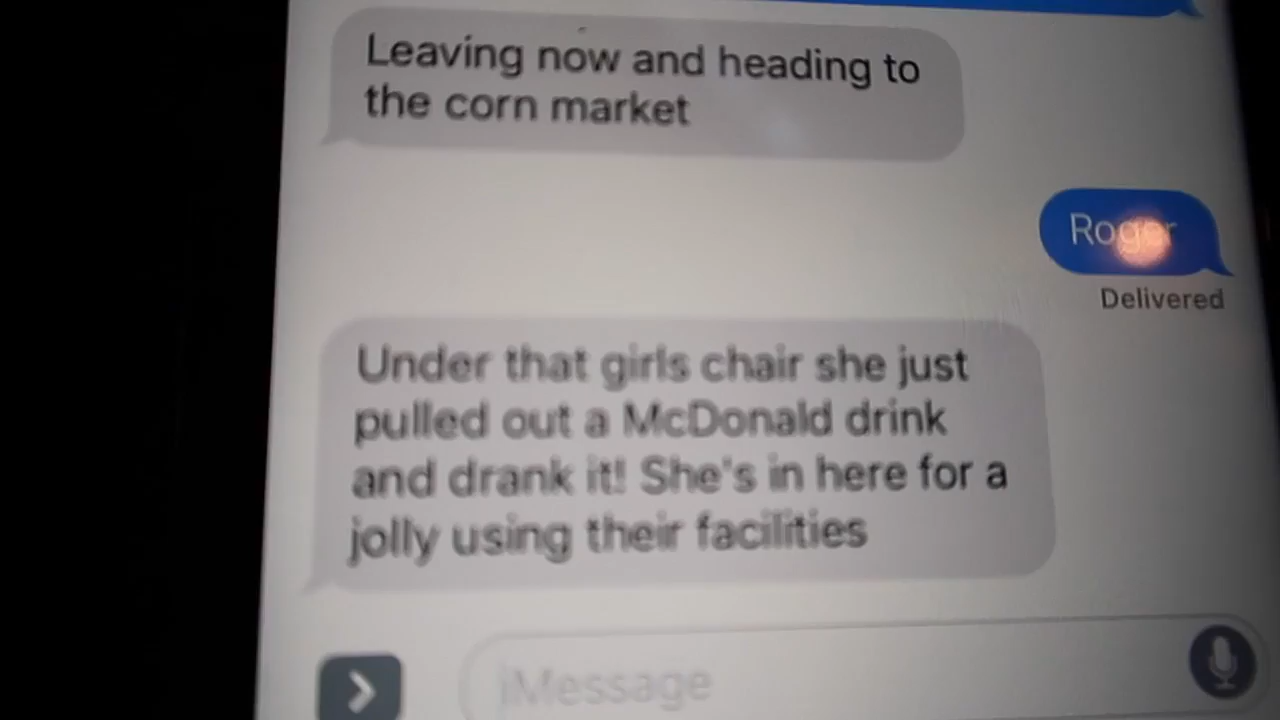 Leaving now and heading to
the corn market
Roger
Delivered
Under that girls chair she just
pulled out a McDonald drink
and drank it! She's in here for a
jolly using their facilities
iMessage